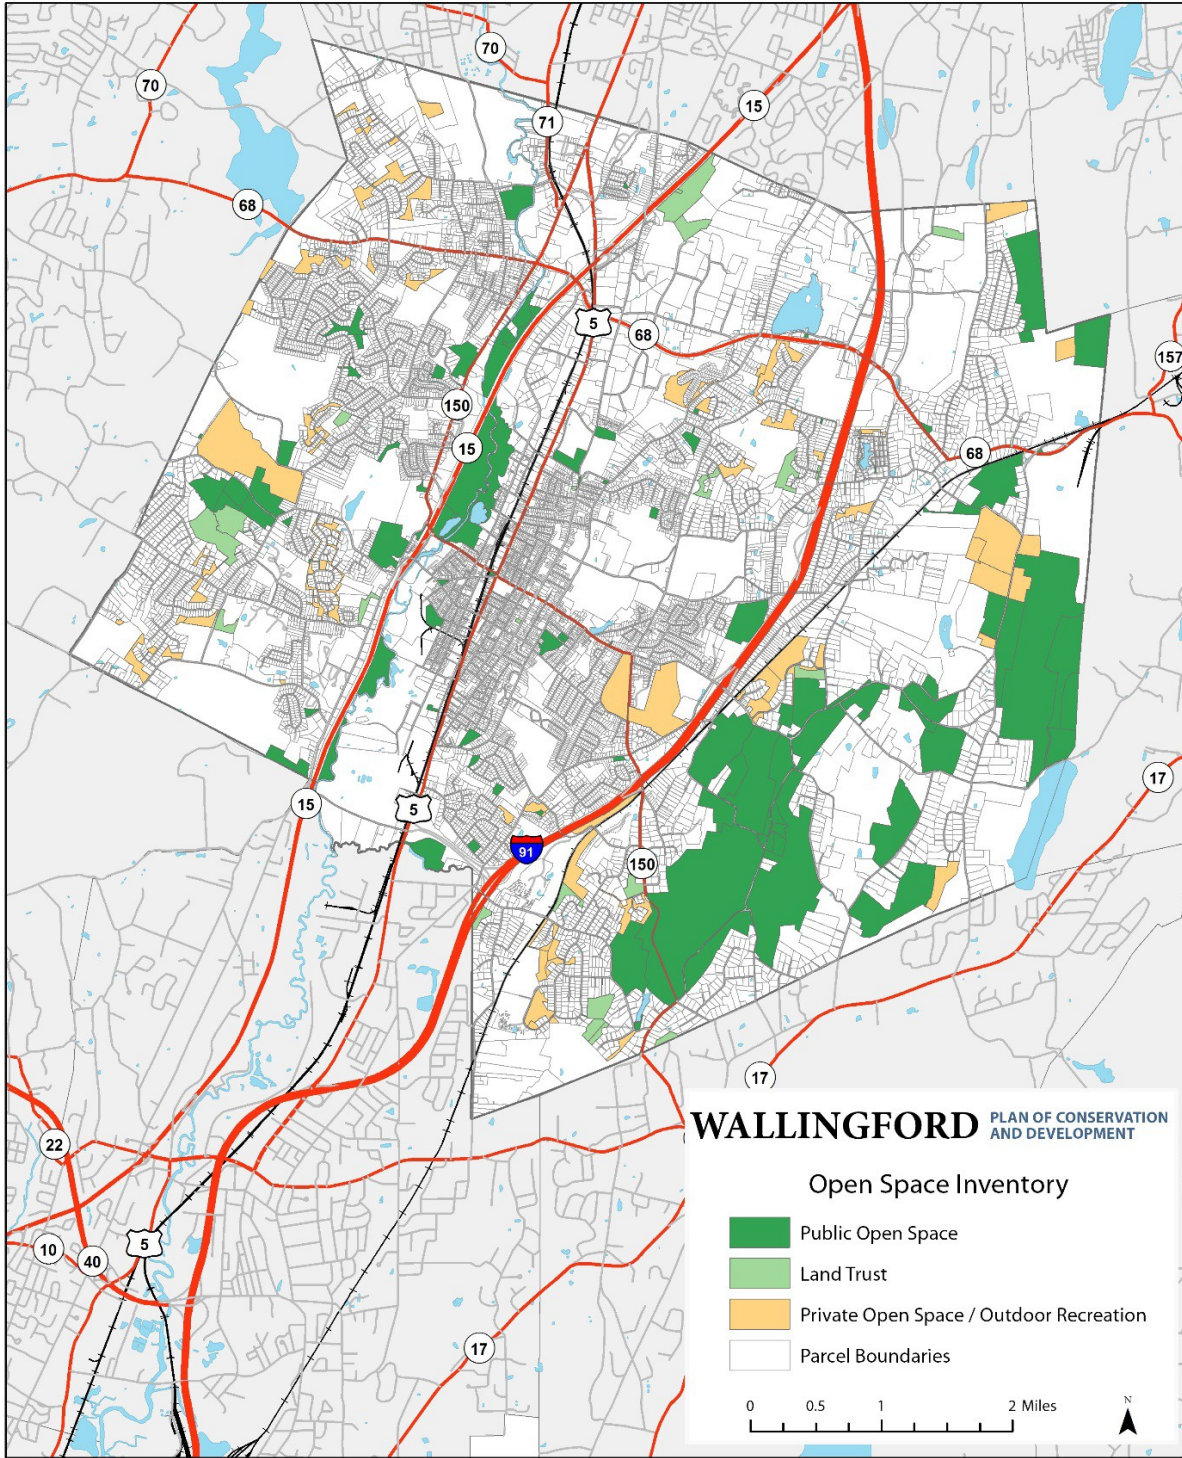 70
70
71
15
68
5
68
157
150
15
68
15
5
17
91
150
17
22
5
10
40
17
WALLINGFORD
PLAN OF CONSERVATION
AND DEVELOPMENT
Open Space Inventory
Public Open Space
Land Trust
Private Open Space / Outdoor Recreation
Parcel Boundaries
0 0.5 1 2 Miles
N